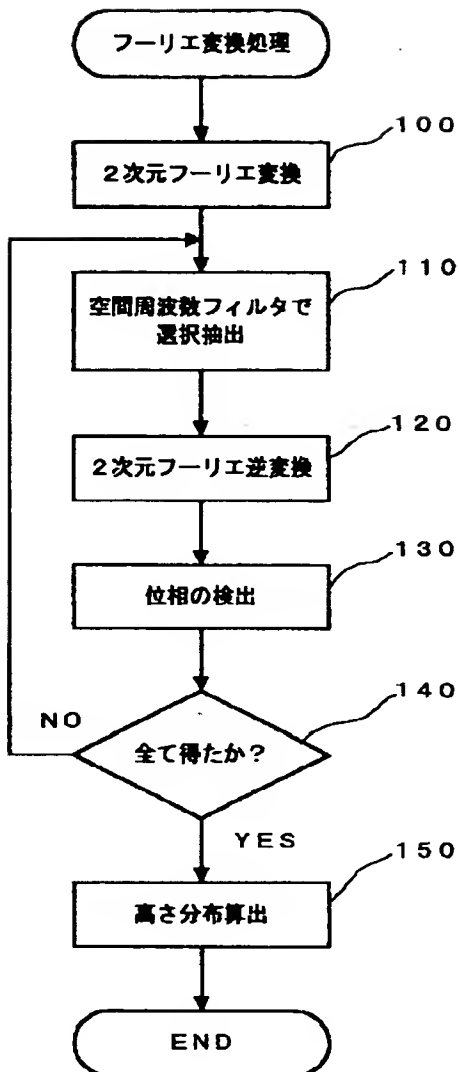 フーリエ変換処理
100
2次元フーリエ変換
110
空間周波数フィルタで
選択抽出
120
2次元フーリエ逆変換
130
位相の検出
140
NO
全て得たか？
YES
150
高さ分布算出
END